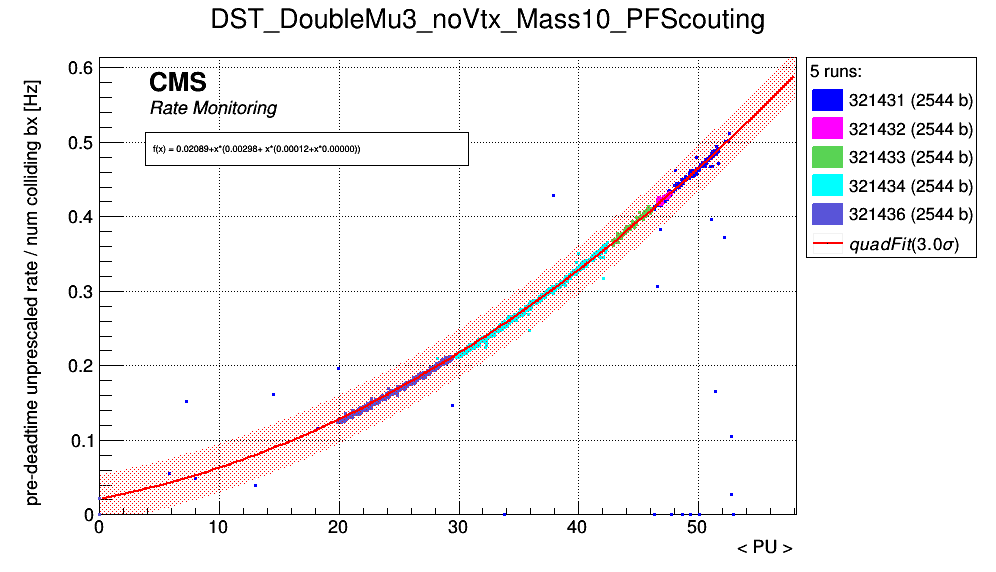 DST_DoubleMu3_noVtx_Mass10_PFScouting
pre-deadtime unprescaled rate / num colliding bx [Hz]
CMS
Rate Monitoring
f(x) = 0.02089+x*(0.00298+ x*(0.00012+x*0.00000))
0.6
0.5
0.4
0.3
0.2
0.1
0
0 10 20 30 40 50
< PU >
5 runs:
321431 (2544 b)
321432 (2544 b)
321433 (2544 b)
321434 (2544 b)
321436 (2544 b)
quadFit(3.0σ)